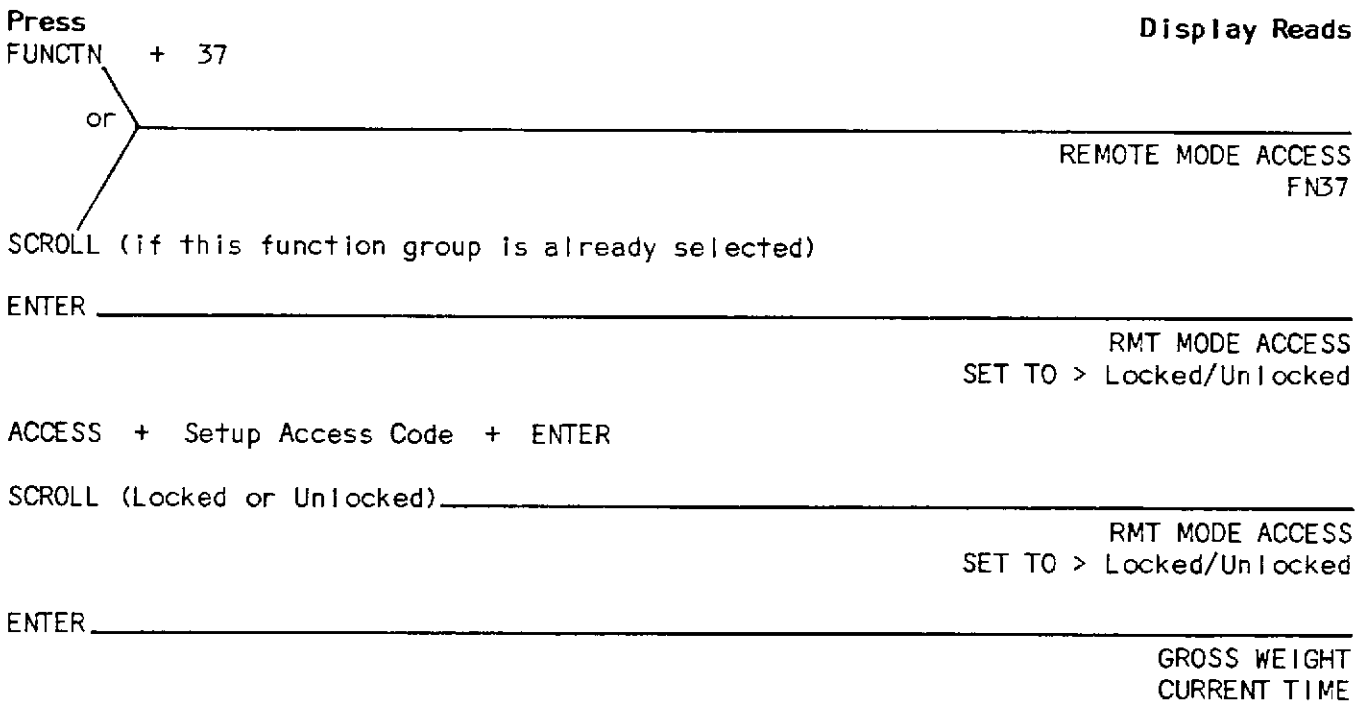 Press
Display Reads
FUNCTN + 37
or
REMOTE MODE ACCESS
FN37
SCROLL (if this function group is already selected)
ENTER
RMT MODE ACCESS
SET TO > Locked/Unlocked
ACCESS + Setup Access Code + ENTER
SCROLL (Locked or Unlocked)
RMT MODE ACCESS
SET TO > Locked/Unlocked
ENTER
GROSS WEIGHT
CURRENT TIME